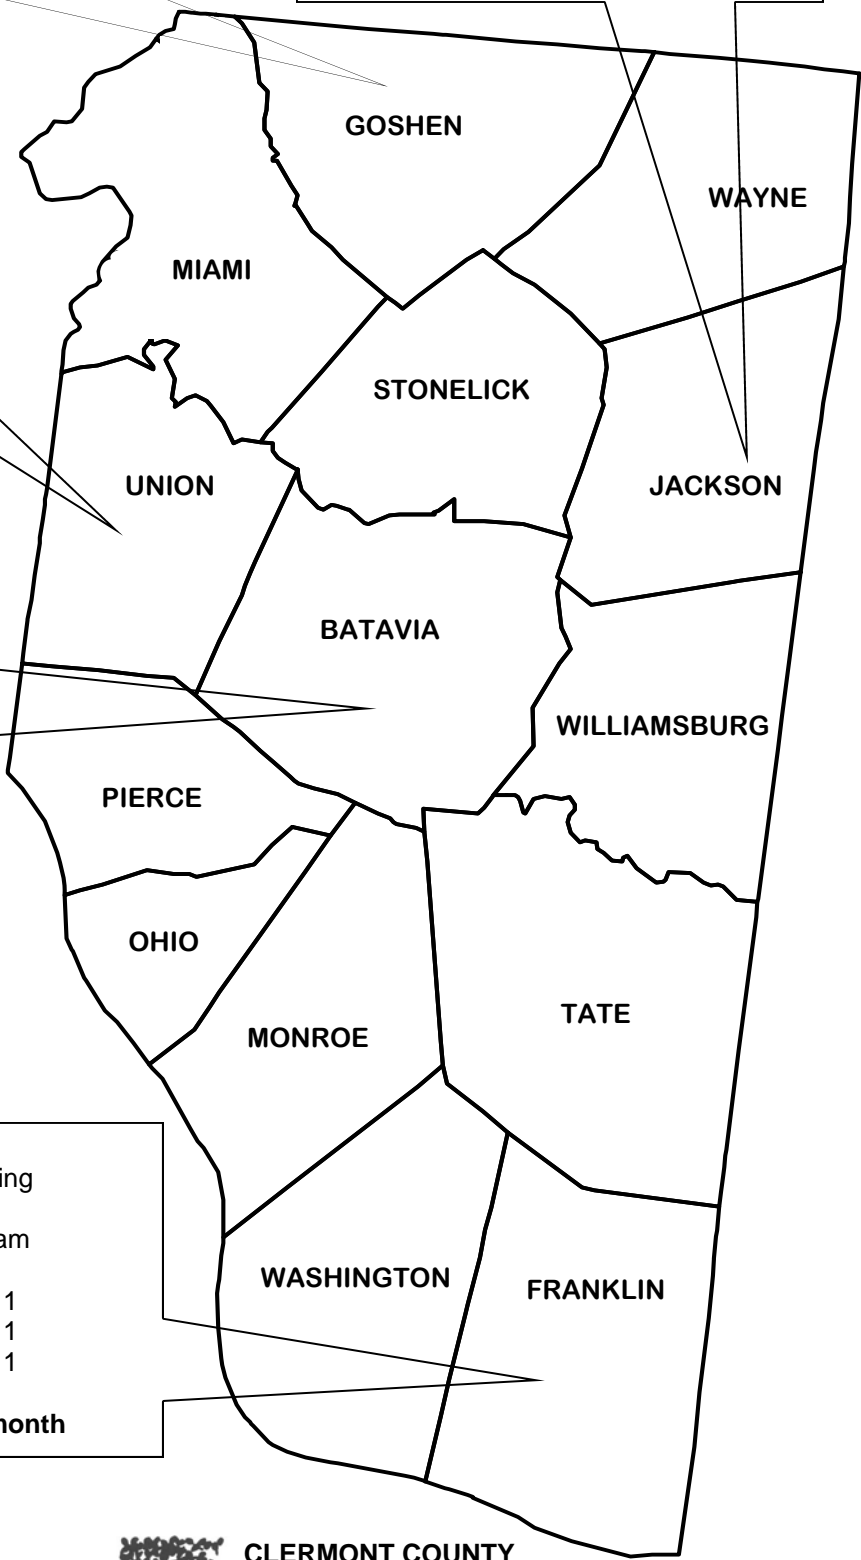 GOSHEN
WAYNE
MIAMI
STONELICK
UNION
JACKSON
BATAVIA
WILLIAMSBURG
PIERCE
OHIO
TATE
MONROE
ing
am
1
1
1
month
WASHINGTON
FRANKLIN
CLERMONT COUNTY